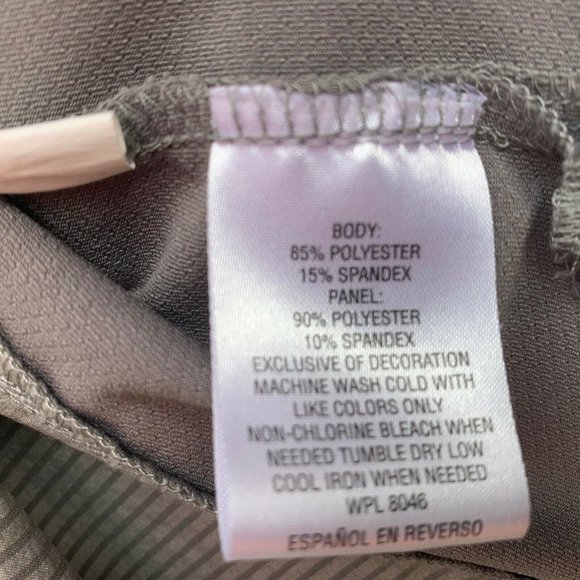 BODY:
85% POLYESTER
15% SPANDEX
PANEL:
90% POLYESTER
10% SPANDEX
EXCLUSIVE OF DECORATION
MACHINE WASH COLD WITH
LIKE COLORS ONLY
NON-CHLORINE BLEACH WHEN
NEEDED TUMBLE DRY LOW
COOL IRON WHEN NEEDED
WPL 8046
ESPAÑOL EN REVERSO